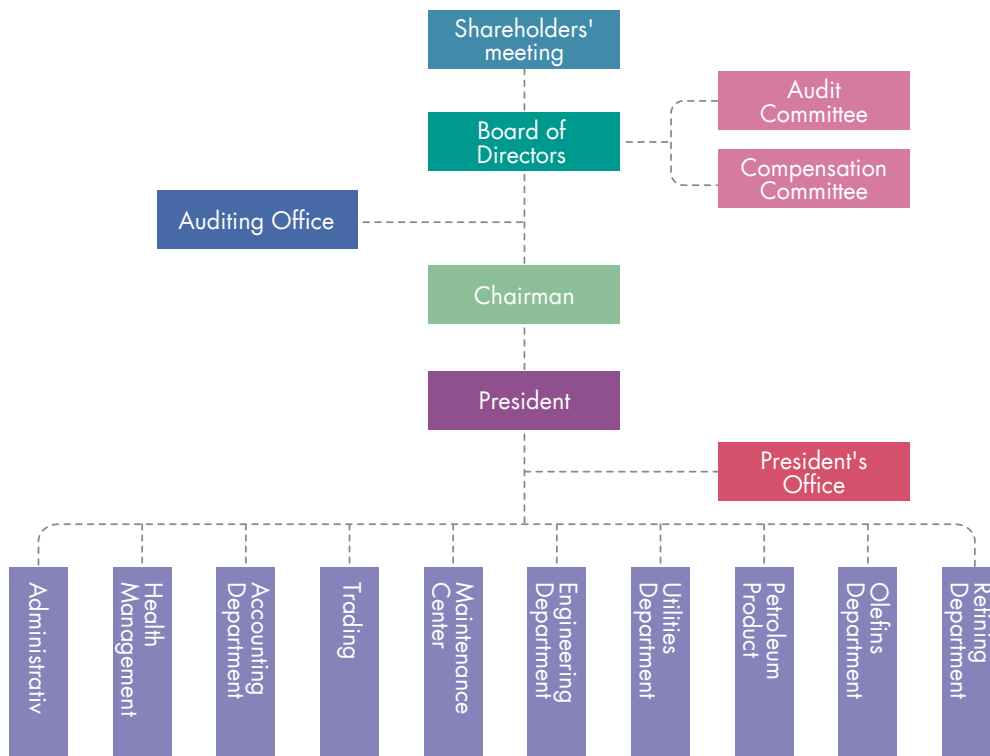 Shareholders'
meeting
Audit
Committee
Board of
Directors
Compensation
Committee
Auditing Office
Chairman
President
President's
Office
Administrativ
Health
Management
Accounting
Department
Trading
Maintenance
Center
Engineering
Department
Utilities
Department
Petroleum
Product
Olefins
Department
Refining
Department